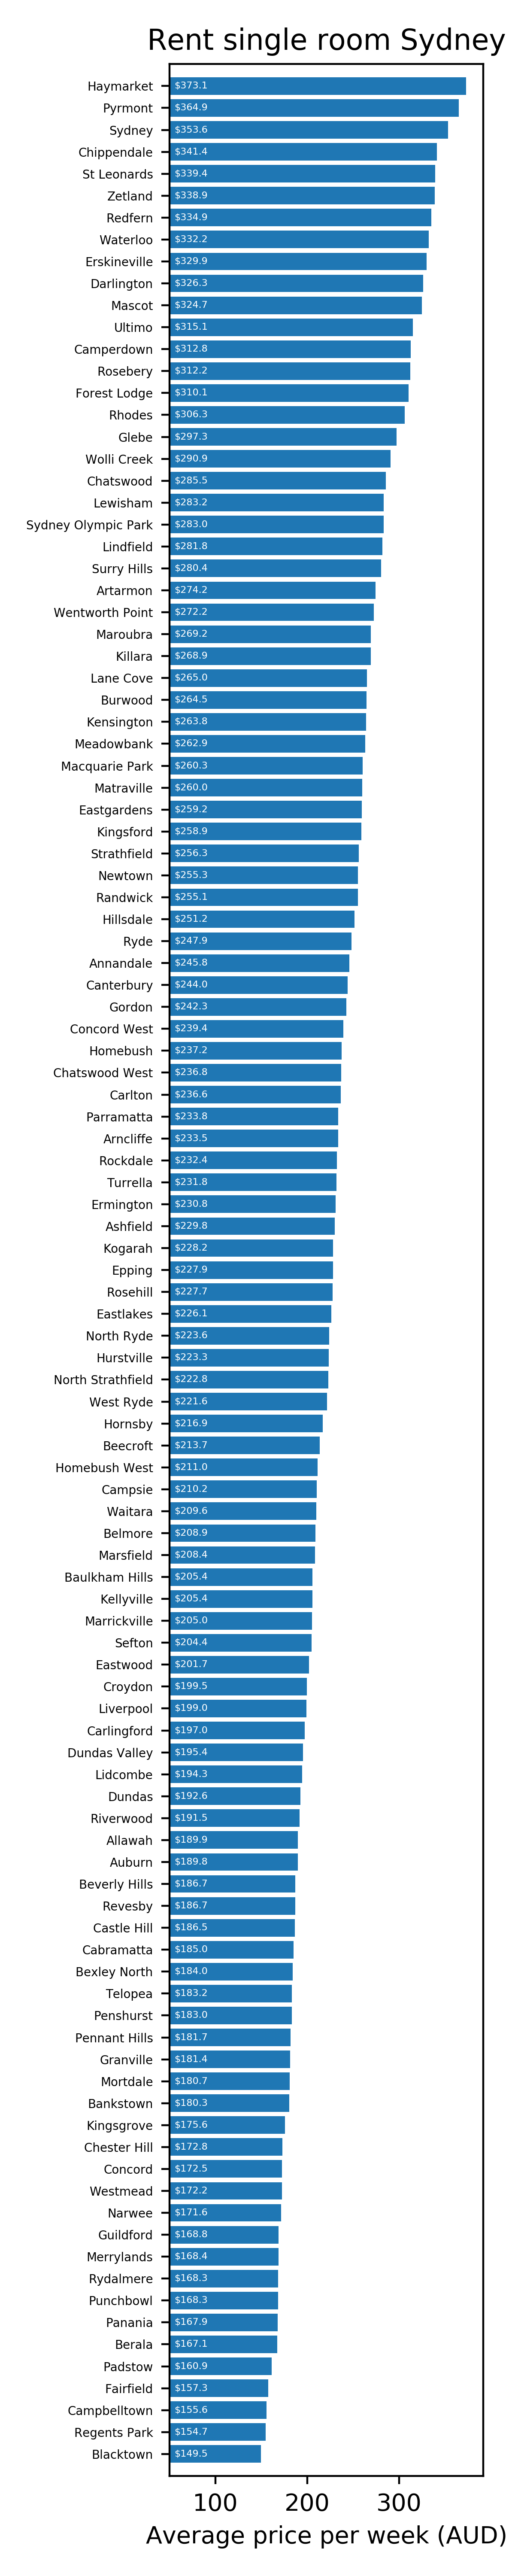 Rent single room Sydney
Haymarket $373.1
Pyrmont $364.9
Sydney $353.6
Chippendale $341.4
St Leonards $339.4
Zetland $338.9
Redfern $334.9
Waterloo $332.2
Erskineville $329.9
Darlington $326.3
Mascot $324.7
Ultimo $315.1
Camperdown $312.8
Rosebery $312.2
Forest Lodge $310.1
Rhodes $306.3
Glebe $297.3
Wolli Creek $290.9
Chatswood $285.5
Lewisham $283.2
Sydney Olympic Park $283.0
Lindfield $281.8
Surry Hills $280.4
Artarmon $274.2
Wentworth Point $272.2
Maroubra $269.2
Killara $268.9
Lane Cove $265.0
Burwood $264.5
Kensington $263.8
Meadowbank $262.9
Macquarie Park $260.3
Matraville $260.0
Eastgardens $259.2
Kingsford $258.9
Strathfield $256.3
Newtown $255.3
Randwick $255.1
Hillsdale $251.2
Ryde $247.9
Annandale $245.8
Canterbury $244.0
Gordon $242.3
Concord West $239.4
Homebush $237.2
Chatswood West $236.8
Carlton $236.6
Parramatta $233.8
Arncliffe $233.5
Rockdale $232.4
Turrella $231.8
Ermington $230.8
Ashfield $229.8
Kogarah $228.2
Epping $227.9
Rosehill $227.7
Eastlakes $226.1
North Ryde $223.6
Hurstville $223.3
North Strathfield $222.8
West Ryde $221.6
Hornsby $216.9
Beecroft $213.7
Homebush West $211.0
Campsie $210.2
Waitara $209.6
Belmore $208.9
Marsfield $208.4
Baulkham Hills $205.4
Kellyville $205.4
Marrickville $205.0
Sefton $204.4
Eastwood $201.7
Croydon $199.5
Liverpool $199.0
Carlingford $197.0
Dundas Valley $195.4
Lidcombe $194.3
Dundas $192.6
Riverwood $191.5
Allawah $189.9
Auburn $189.8
Beverly Hills $186.7
Revesby $186.7
Castle Hill $186.5
Cabramatta $185.0
Bexley North $184.0
Telopea $183.2
Penshurst $183.0
Pennant Hills $181.7
Granville $181.4
Mortdale $180.7
Bankstown $180.3
Kingsgrove $175.6
Chester Hill $172.8
Concord $172.5
Westmead $172.2
Narwee $171.6
Guildford $168.8
Merrylands $168.4
Rydalmere $168.3
Punchbowl $168.3
Panania $167.9
Berala $167.1
Padstow $160.9
Fairfield $157.3
Campbelltown $155.6
Regents Park $154.7
Blacktown $149.5
100 200 300
Average price per week (AUD)